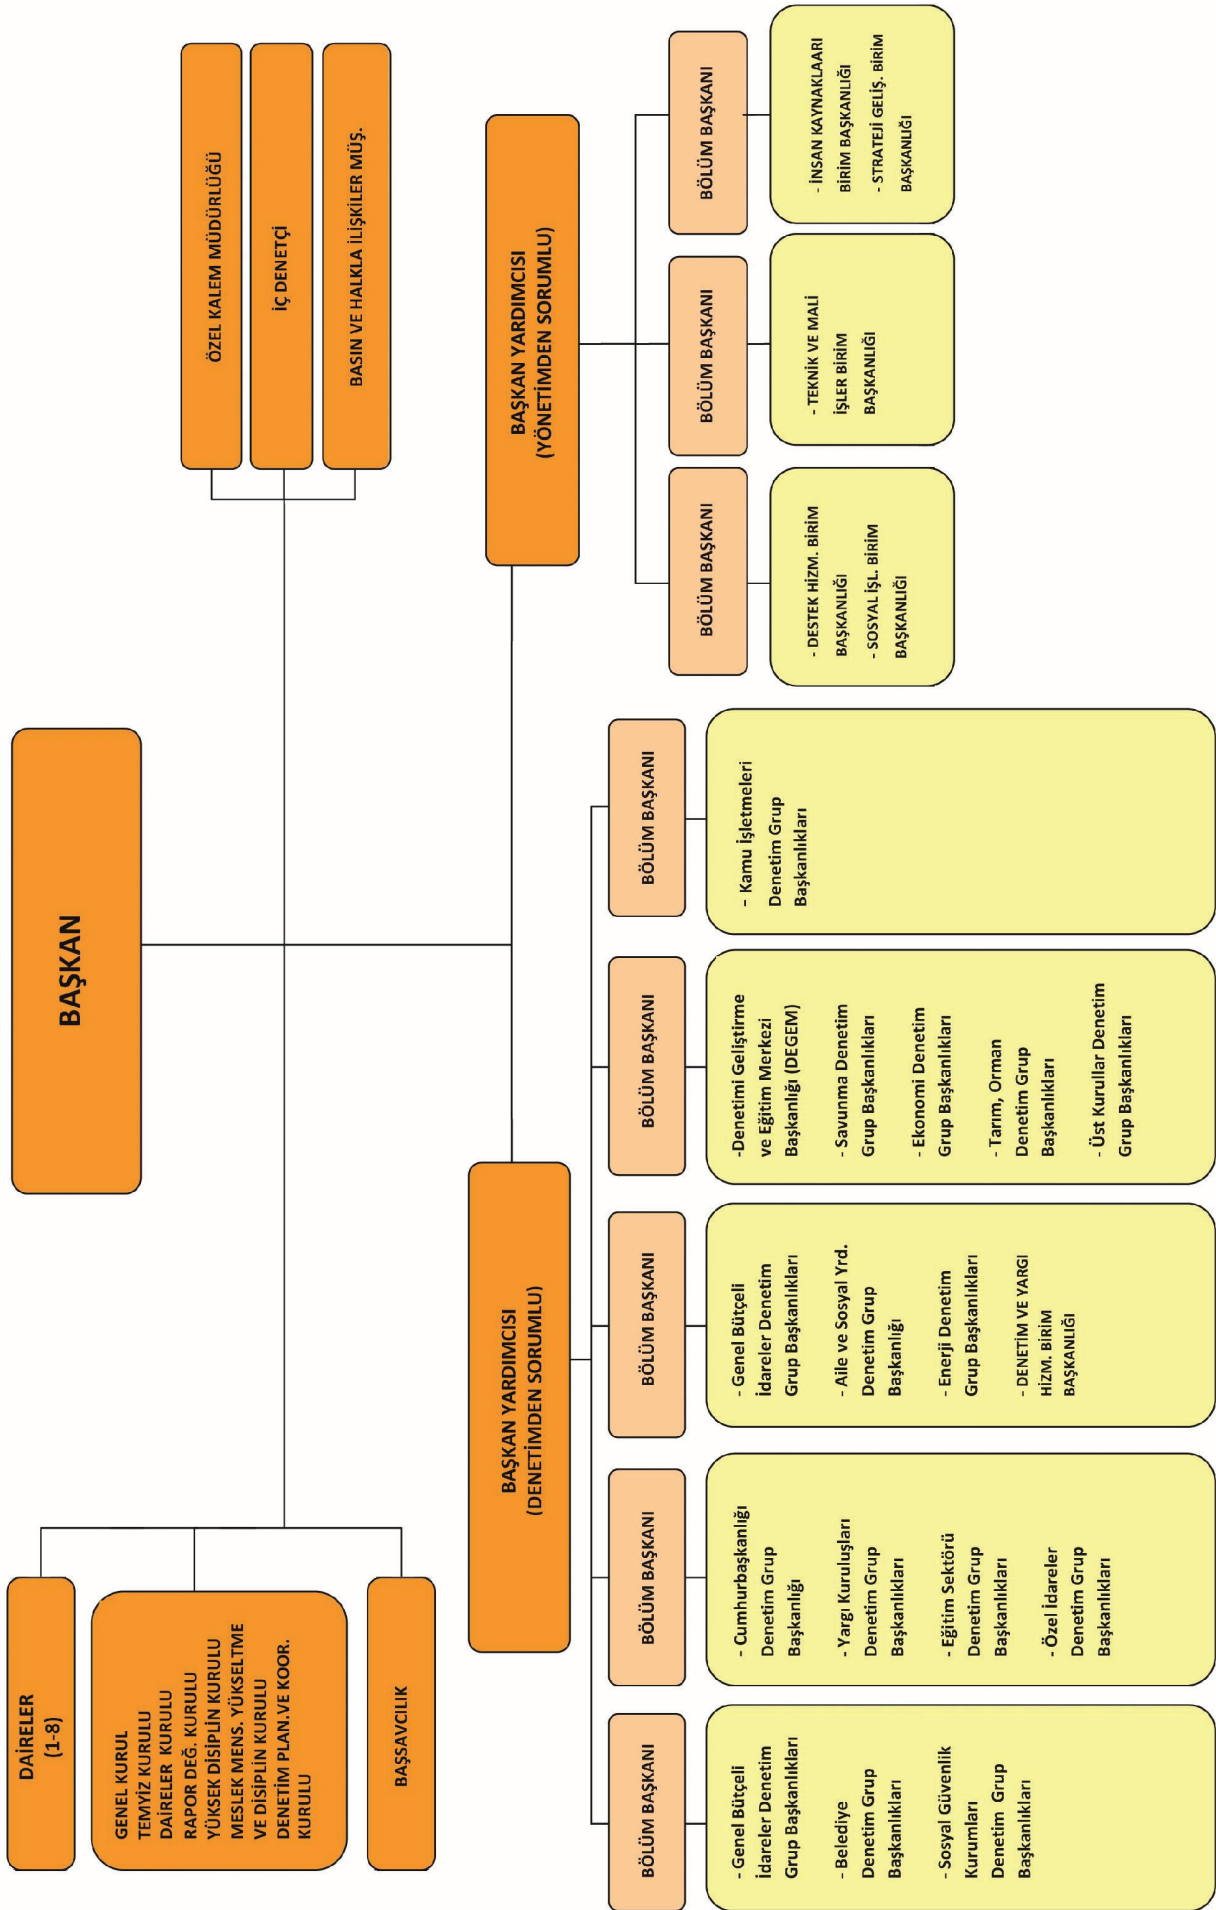 BAŞKAN
DAİRELER
(1-8)
GENEL KURUL
TEMYİZ KURULU
DAİRELER KURULU
RAPOR DEĞ. KURULU
YÜKSEK DİSİPLİN KURULU
MESLEK MENS. YÜKSELTME
VE DİSİPLİN KURULU
DENETİM PLAN.VE KOOR.
KURULU
BAŞSAVCILIK
ÖZEL KALEM MÜDÜRLÜĞÜ
İÇ DENETÇİ
BASIN VE HALKLA İLİŞKİLER MÜŞ.
BAŞKAN YARDIMCISI
(DENETİMDEN SORUMLU)
BÖLÜM BAŞKANI
- Genel Bütçeli
İdareler Denetim
Grup Başkanlıkları
- Belediye
Denetim Grup
Başkanlıkları
- Sosyal Güvenlik
Kurumları
Denetim Grup
Başkanlıkları
BÖLÜM BAŞKANI
- Cumhurbaşkanlığı
Denetim Grup
Başkanlığı
- Yargı Kuruluşları
Denetim Grup
Başkanlıkları
- Eğitim Sektörü
Denetim Grup
Başkanlıkları
- Özel İdareler
Denetim Grup
Başkanlıkları
BÖLÜM BAŞKANI
- Genel Bütçeli
İdareler Denetim
Grup Başkanlıkları
- Aile ve Sosyal Yrd.
Denetim Grup
Başkanlığı
- Enerji Denetim
Grup Başkanlıkları
- DENETİM VE YARGI
HİZM. BİRİM
BAŞKANLIĞI
BÖLÜM BAŞKANI
-Denetimi Geliştirme
ve Eğitim Merkezi
Başkanlığı (DEGEM)
- Savunma Denetim
Grup Başkanlıkları
- Ekonomi Denetim
Grup Başkanlıkları
- Tarım, Orman
Denetim Grup
Başkanlıkları
- Üst Kurullar Denetim
Grup Başkanlıkları
BÖLÜM BAŞKANI
- Kamu İşletmeleri
Denetim Grup
Başkanlıkları
BAŞKAN YARDIMCISI
(YÖNETİMDEN SORUMLU)
BÖLÜM BAŞKANI
- DESTEK HİZM. BİRİM
BAŞKANLIĞI
- SOSYAL İŞL. BİRİM
BAŞKANLIĞI
BÖLÜM BAŞKANI
- TEKNİK VE MALİ
İŞLER BİRİM
BAŞKANLIĞI
BÖLÜM BAŞKANI
- İNSAN KAYNAKLAARI
BİRİM BAŞKANLIĞI
- STRATEJİ GELİŞ. BİRİM
BAŞKANLIĞI